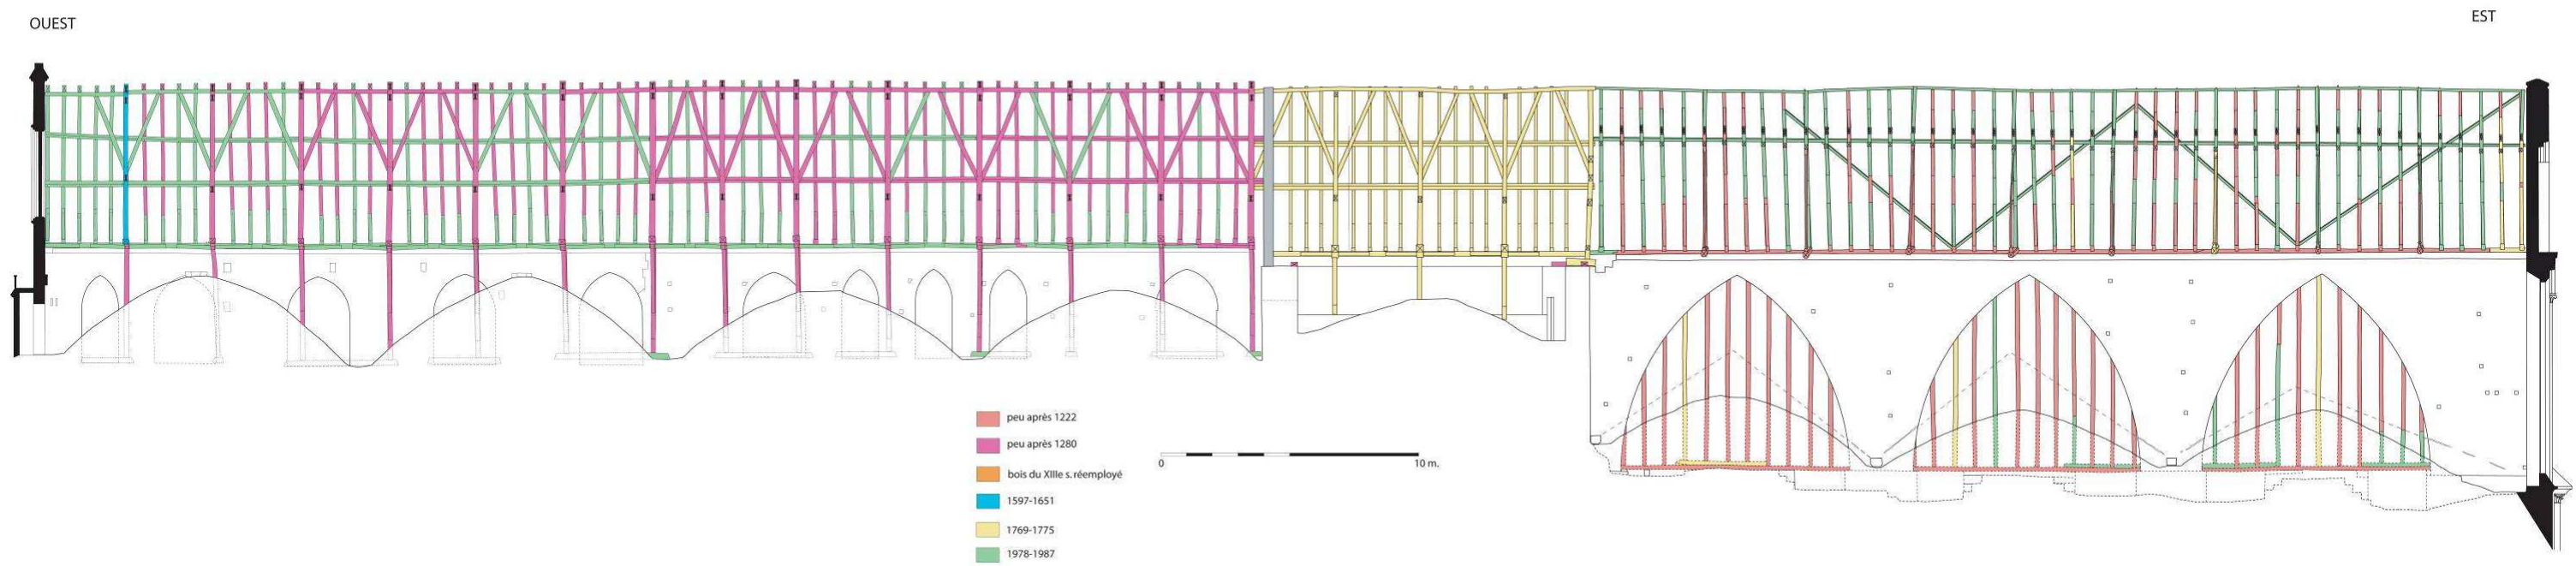 OUEST
EST
peu après 1222
peu après 1280
bois du XIIIe s. réemployé
1597-1651
1769-1775
1978-1987
0
10 m.